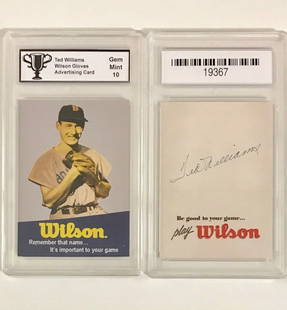 Ted Williams
Wilson Gloves
Advertising Card
Gem
Mint
10
Wilson
Remember that name...
It's important to your game
19367
Ted Williams
Be good to your game...
play Wilson